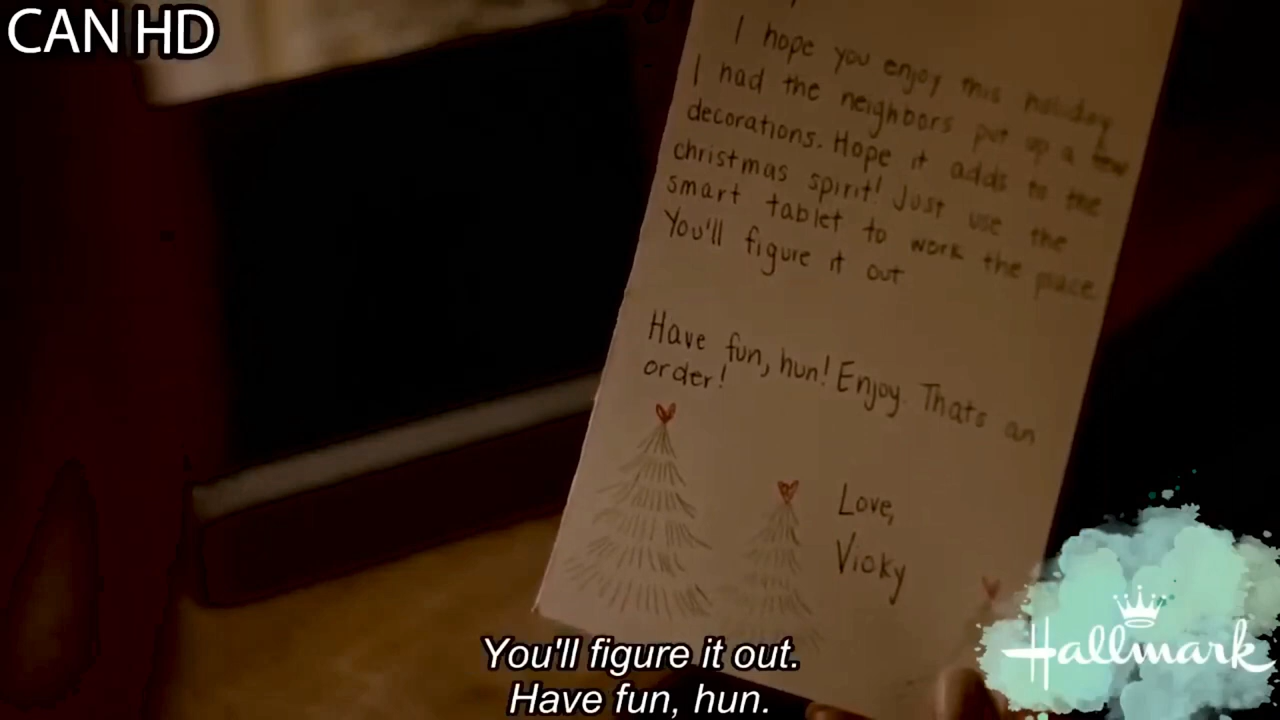 CAN HD
I hope you enjoy this holiday
I had the neighbors put up a few
decorations. Hope it adds to the
christmas spirit! Just use the
smart tablet to work the place
You'll figure it out
Have fun, hun! Enjoy. Thats an
order!
Love,
Vicky
Hallmark
You'll figure it out.
Have fun, hun.